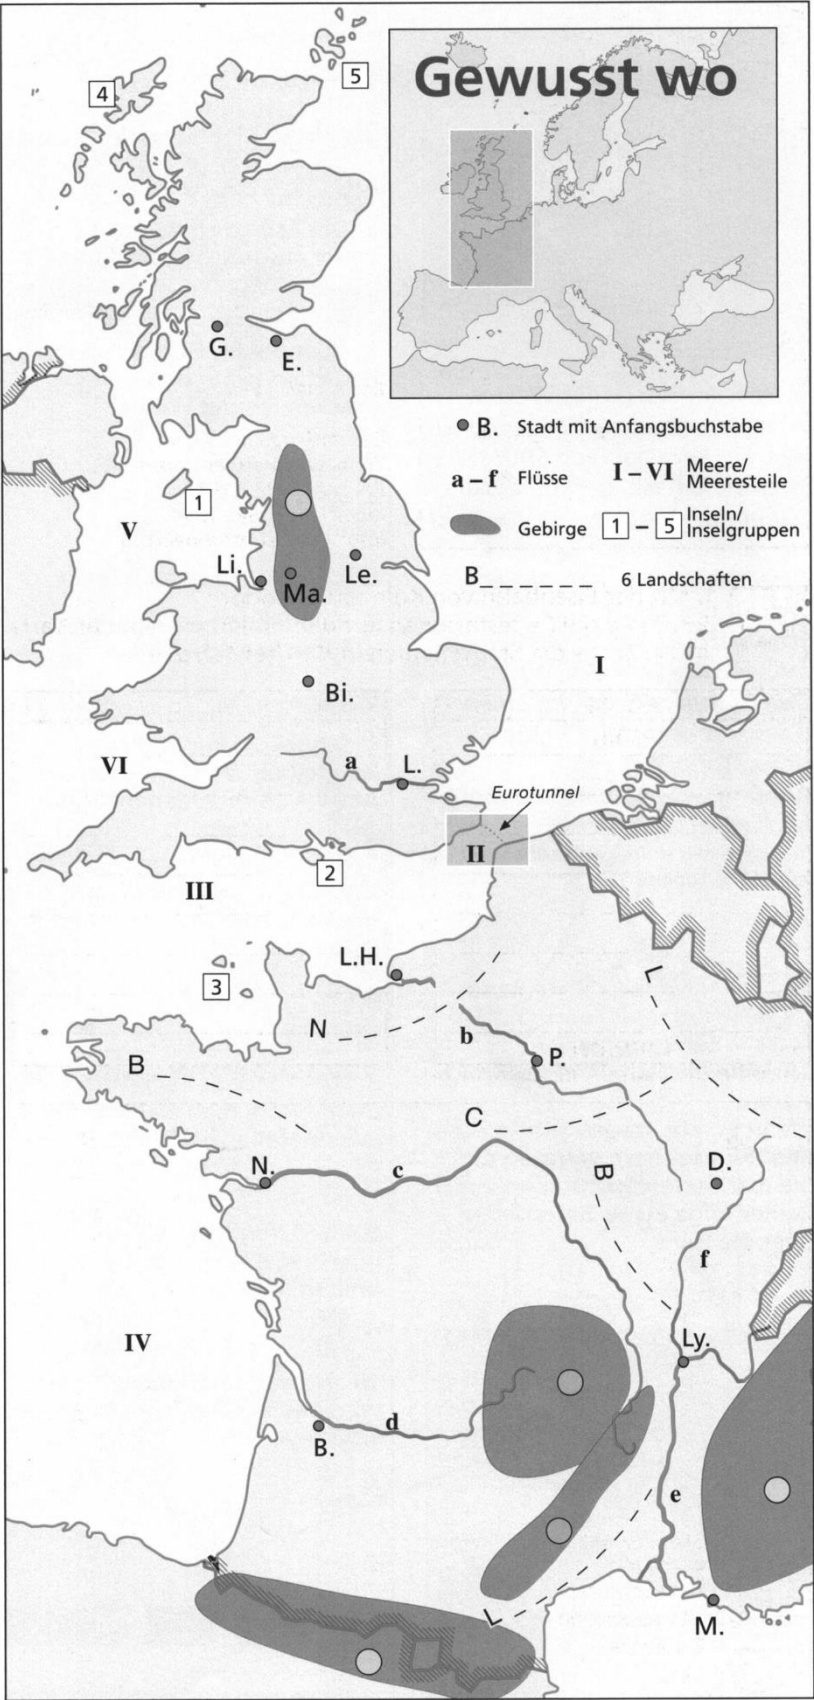 5
4
Gewusst wo
G.
E.
B. Stadt mit Anfangsbuchstabe
a – f Flüsse I – VI Meere/
Meeresteile
Gebirge 1 – 5 Inseln/
Inselgruppen
B_ _ _ _ _ _ _ 6 Landschaften
1
V
Li.
Ma.
Le.
I
Bi.
VI
a
L.
Eurotunnel
II
2
III
L.H.
L
3
N
b
P.
B
C
N.
c
B
D.
f
IV
Ly.
d
B.
e
L
M.